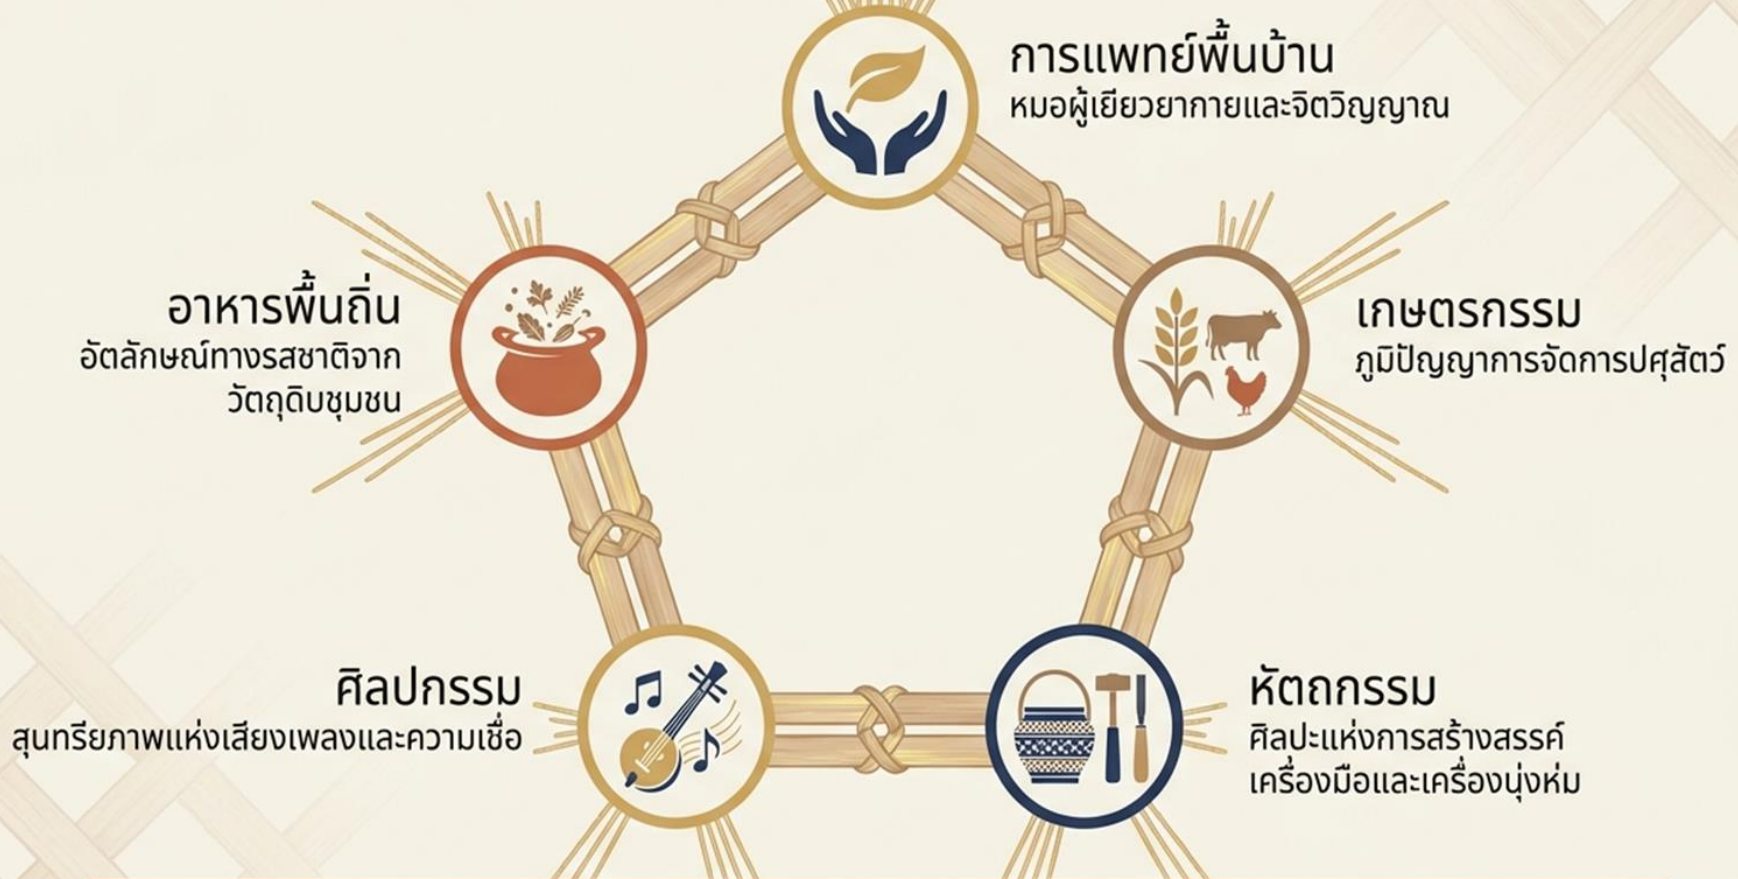 การแพทย์พื้นบ้าน
หมอผู้เยียวยากายและจิตวิญญาณ
อาหารพื้นถิ่น
อัตลักษณ์ทางรสชาติจาก
วัตถุดิบชุมชน
เกษตรกรรม
ภูมิปัญญาการจัดการปศุสัตว์
ศิลปกรรม
สุนทรียภาพแห่งเสียงเพลงและความเชื่อ
หัตถกรรม
ศิลปะแห่งการสร้างสรรค์
เครื่องมือและเครื่องนุ่งห่ม